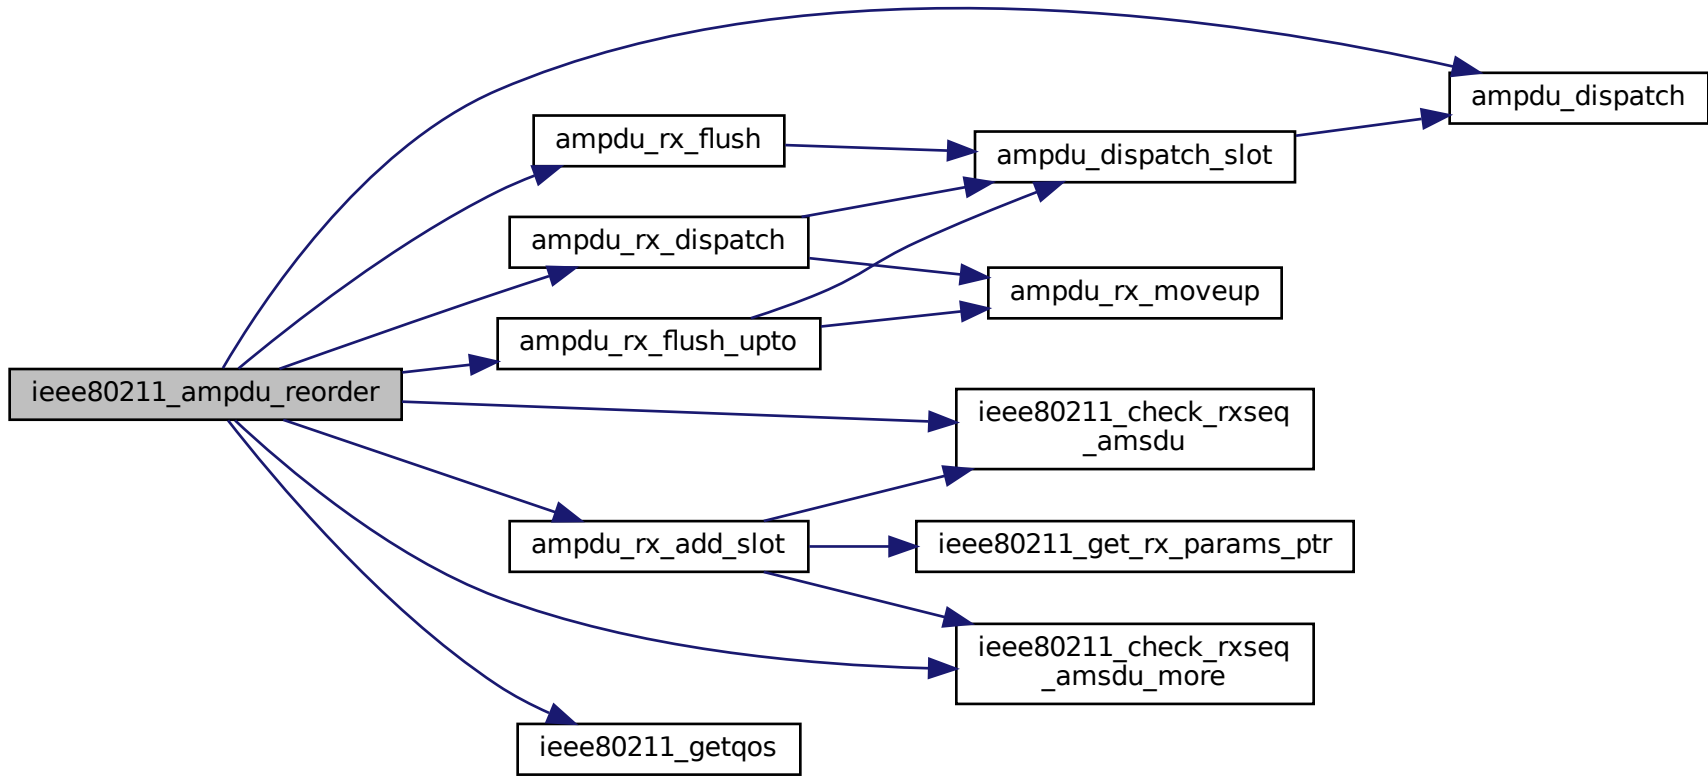 ampdu_dispatch
ampdu_rx_flush
ampdu_dispatch_slot
ampdu_rx_dispatch
ampdu_rx_moveup
ampdu_rx_flush_upto
ieee80211_ampdu_reorder
ieee80211_check_rxseq
_amsdu
ampdu_rx_add_slot
ieee80211_get_rx_params_ptr
ieee80211_check_rxseq
_amsdu_more
ieee80211_getqos